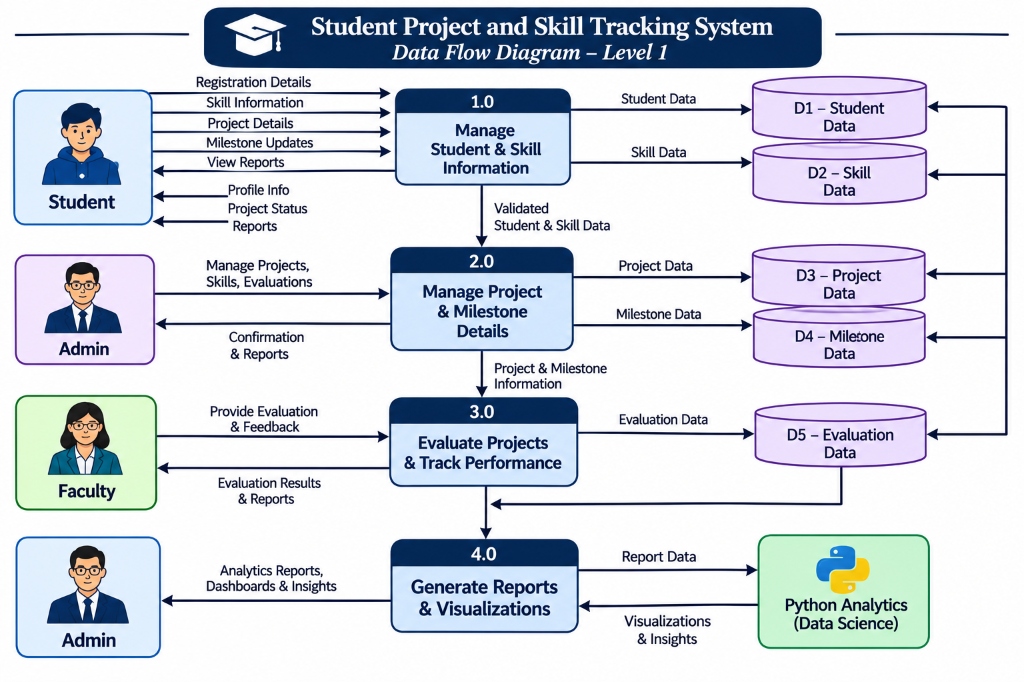 Student Project and Skill Tracking System
Data Flow Diagram – Level 1
Registration Details
Skill Information
Project Details
Milestone Updates
View Reports
Profile Info
Project Status
Reports
Student
1.0
Manage
Student & Skill
Information
Student Data
Skill Data
D1 – Student
Data
D2 – Skill
Data
Validated
Student & Skill Data
Manage Projects,
Skills, Evaluations
Confirmation
& Reports
Admin
2.0
Manage Project
& Milestone
Details
Project Data
Milestone Data
D3 – Project
Data
D4 – Miletone
Data
Project & Milestone
Information
Provide Evaluation
& Feedback
Evaluation Results
& Reports
Faculty
3.0
Evaluate Projects
& Track Performance
Evaluation Data
D5 – Evaluation
Data
Analytics Reports,
Dashboards & Insights
Admin
4.0
Generate Reports
& Visualizations
Report Data
Visualizations
& Insights
Python Analytics
(Data Science)